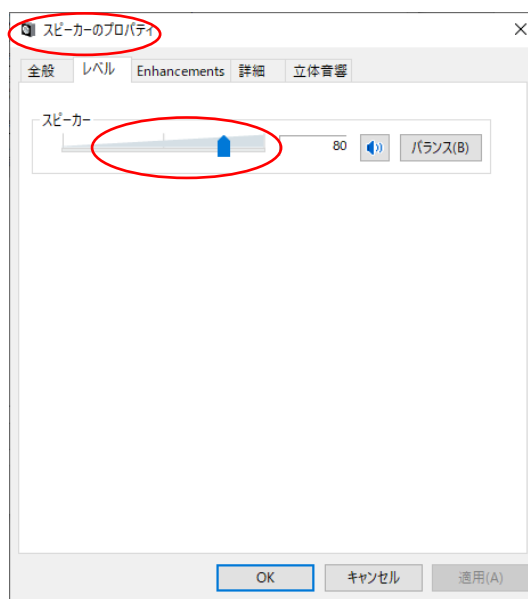 スピーカーのプロパティ
全般 レベル Enhancements 詳細 立体音響
スピーカー
80 バランス(B)
OK キャンセル 適用(A)